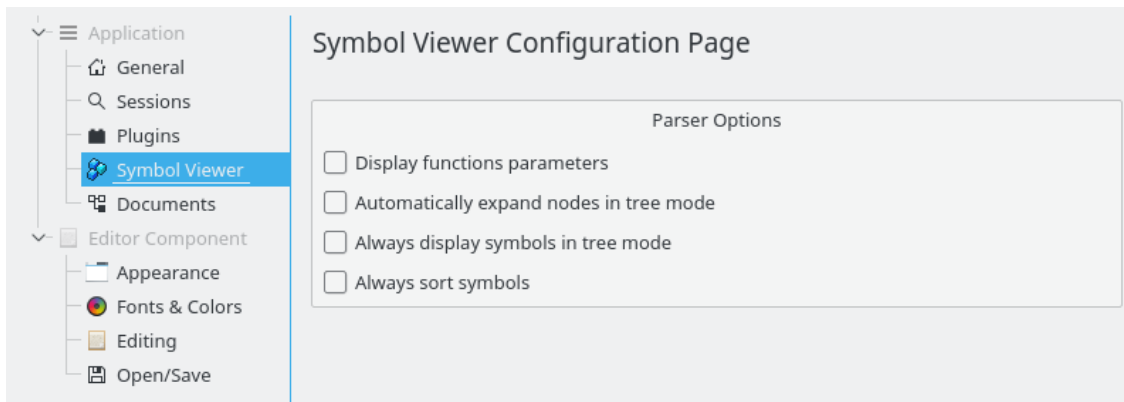 Application
General
Sessions
Plugins
Symbol Viewer
Documents
Editor Component
Appearance
Fonts & Colors
Editing
Open/Save
Symbol Viewer Configuration Page
Parser Options
Display functions parameters
Automatically expand nodes in tree mode
Always display symbols in tree mode
Always sort symbols